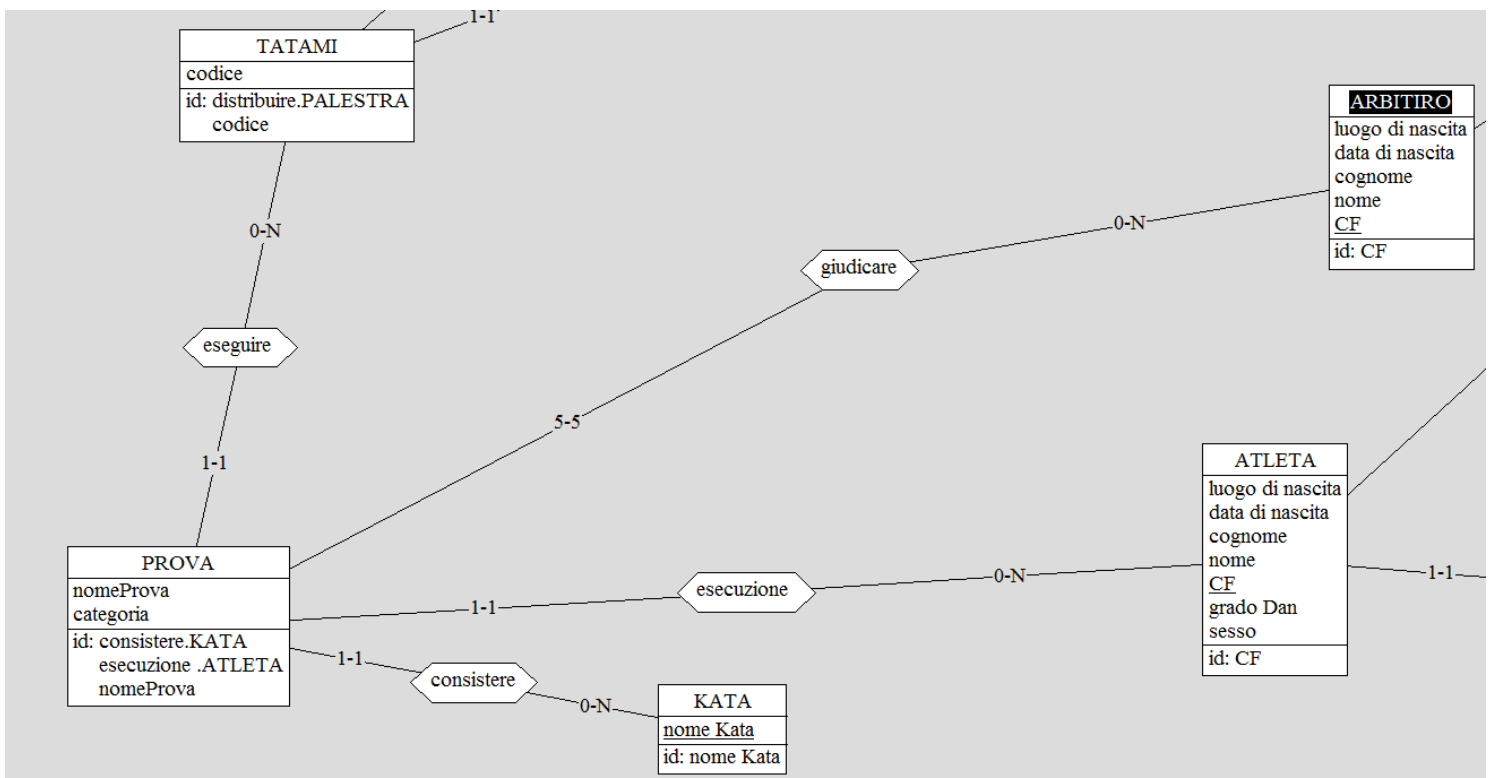 1-1
TATAMI
codice
id: distribuire.PALESTRA
codice
ARBITIRO
luogo di nascita
data di nascita
cognome
nome
CF
id: CF
0-N
0-N
giudicare
eseguire
5-5
1-1
ATLETA
luogo di nascita
data di nascita
cognome
nome
CF
grado Dan
sesso
id: CF
PROVA
nomeProva
categoria
id: consistere.KATA
esecuzione .ATLETA
nomeProva
1-1
esecuzione
0-N
1-1
1-1
consistere
0-N
KATA
nome Kata
id: nome Kata